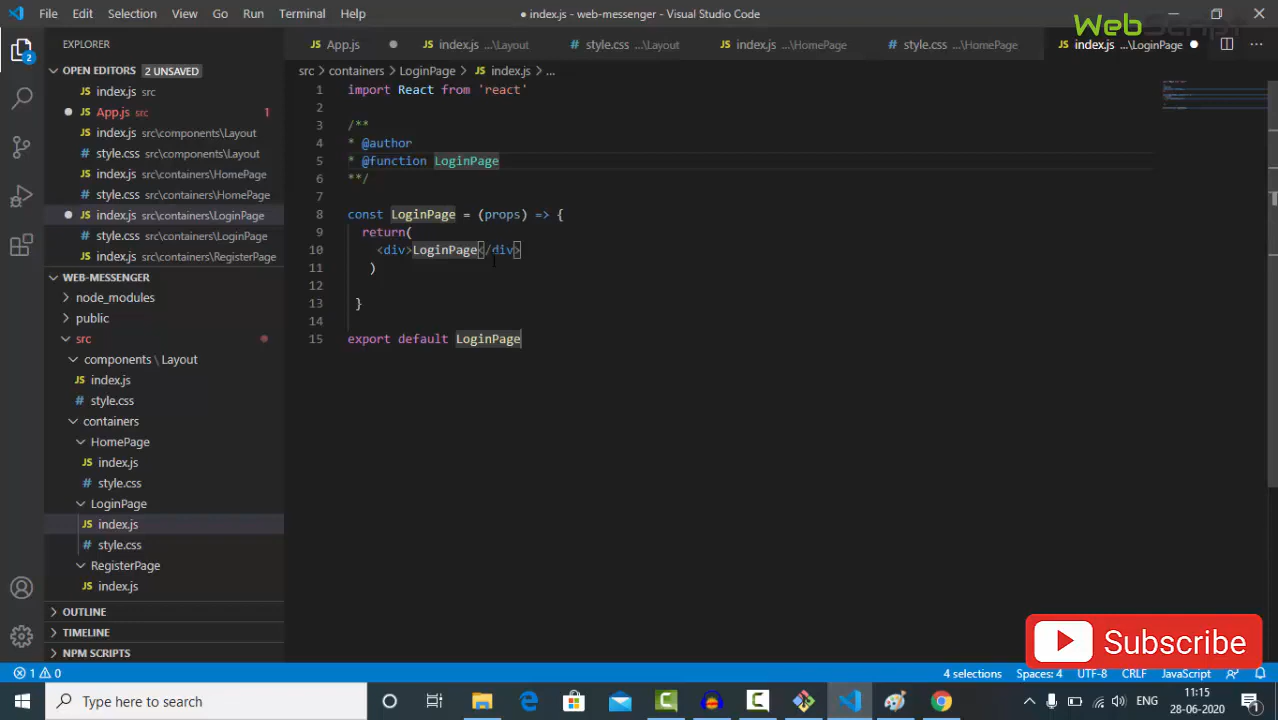 File Edit Selection View Go Run Terminal Help
● index.js - web-messenger - Visual Studio Code
WebScript
2
EXPLORER
OPEN EDITORS 2 UNSAVED
JS index.js src
● JS App.js src 1
JS index.js src\components\Layout
# style.css src\components\Layout
JS index.js src\containers\HomePage
# style.css src\containers\HomePage
● JS index.js src\containers\LoginPage
# style.css src\containers\LoginPage
JS index.js src\containers\RegisterPage
WEB-MESSENGER
node_modules
public
src
components \ Layout
JS index.js
# style.css
containers
HomePage
JS index.js
# style.css
LoginPage
JS index.js
# style.css
RegisterPage
JS index.js
OUTLINE
TIMELINE
NPM SCRIPTS
JS App.js ● JS index.js ...\Layout # style.css ...\Layout JS index.js ...\HomePage # style.css ...\HomePage JS index.js ...\LoginPage ●
src > containers > LoginPage > JS index.js > ...
1 import React from 'react'
2
3 /**
4 * @author
5 * @function LoginPage
6 **/
7
8 const LoginPage = (props) => {
9 return(
10 <div>LoginPage</div>
11 )
12
13 }
14
15 export default LoginPage
Subscribe
1 0 4 selections Spaces: 4 UTF-8 CRLF JavaScript
Type here to search
ENG
11:15
28-06-2020
1